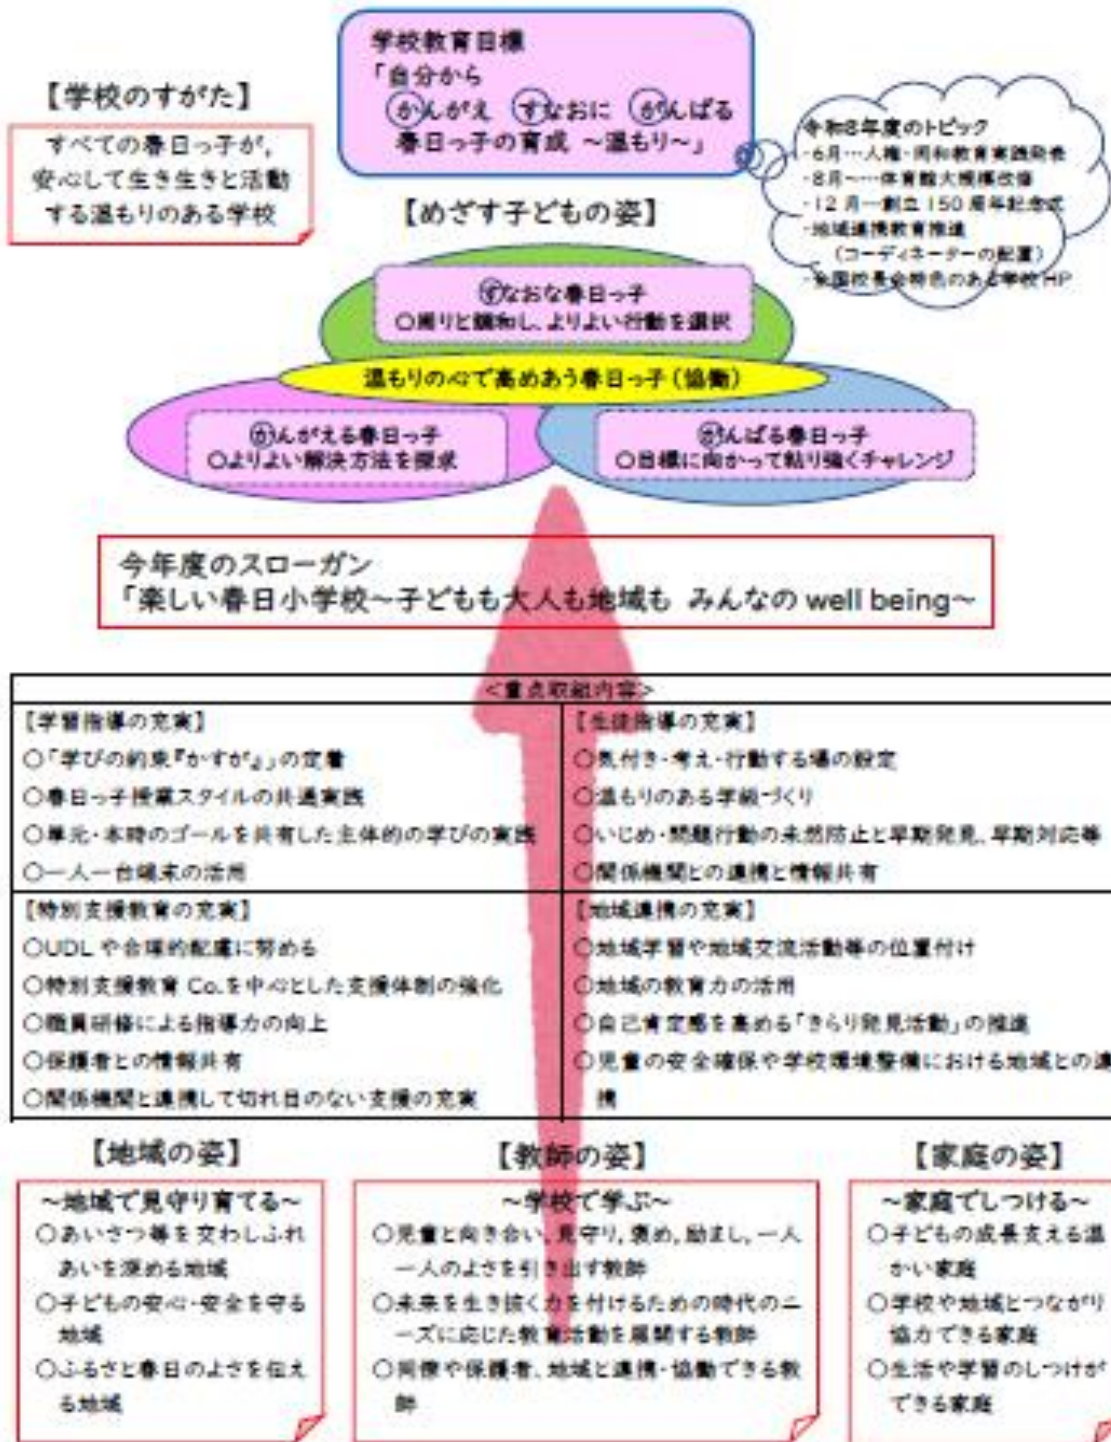 学校教育目標
「自分から
かんがえ すなおに がんばる
春日っ子の育成 ～温もり～」
【学校のすがた】
すべての春日っ子が,
安心して生き生きと活動
する温もりのある学校
令和8年度のトピック
・6月…人権・同和教育実践発表
・8月～…体育館大規模改修
・12月…創立150周年記念式
・地域連携教育推進
（コーディネーターの配置）
・全国校長会特色のある学校HP
【めざす子どもの姿】
すなおな春日っ子
○周りと調和し、よりよい行動を選択
温もりの心で高めあう春日っ子（協働）
かんがえる春日っ子
○よりよい解決方法を探求
がんばる春日っ子
○目標に向かって粘り強くチャレンジ
今年度のスローガン
「楽しい春日小学校～子どもも大人も地域も みんなの well being～
＜重点取組内容＞
【学習指導の充実】
○「学びの約束『かすが』」の定着
○春日っ子授業スタイルの共通実践
○単元・本時のゴールを共有した主体的の学びの実践
○一人一台端末の活用
【生徒指導の充実】
○気付き・考え・行動する場の設定
○温もりのある学級づくり
○いじめ・問題行動の未然防止と早期発見、早期対応等
○関係機関との連携と情報共有
【特別支援教育の充実】
○UDLや合理的配慮に努める
○特別支援教育Co.を中心とした支援体制の強化
○職員研修による指導力の向上
○保護者との情報共有
○関係機関と連携して切れ目のない支援の充実
【地域連携の充実】
○地域学習や地域交流活動等の位置付け
○地域の教育力の活用
○自己肯定感を高める「きらり発見活動」の推進
○児童の安全確保や学校環境整備における地域との連
携
【地域の姿】
～地域で見守り育てる～
○あいさつ等を交わしふれ
あいを深める地域
○子どもの安心・安全を守る
地域
○ふるさと春日のよさを伝え
る地域
【教師の姿】
～学校で学ぶ～
○児童と向き合い, 見守り, 褒め, 励まし, 一人
一人のよさを引き出す教師
○未来を生き抜く力を付けるための時代のニ
ーズに応じた教育活動を展開する教師
○同僚や保護者、地域と連携・協働できる教
師
【家庭の姿】
～家庭でしつける～
○子どもの成長支える温
かい家庭
○学校や地域とつながり
協力できる家庭
○生活や学習のしつけが
できる家庭